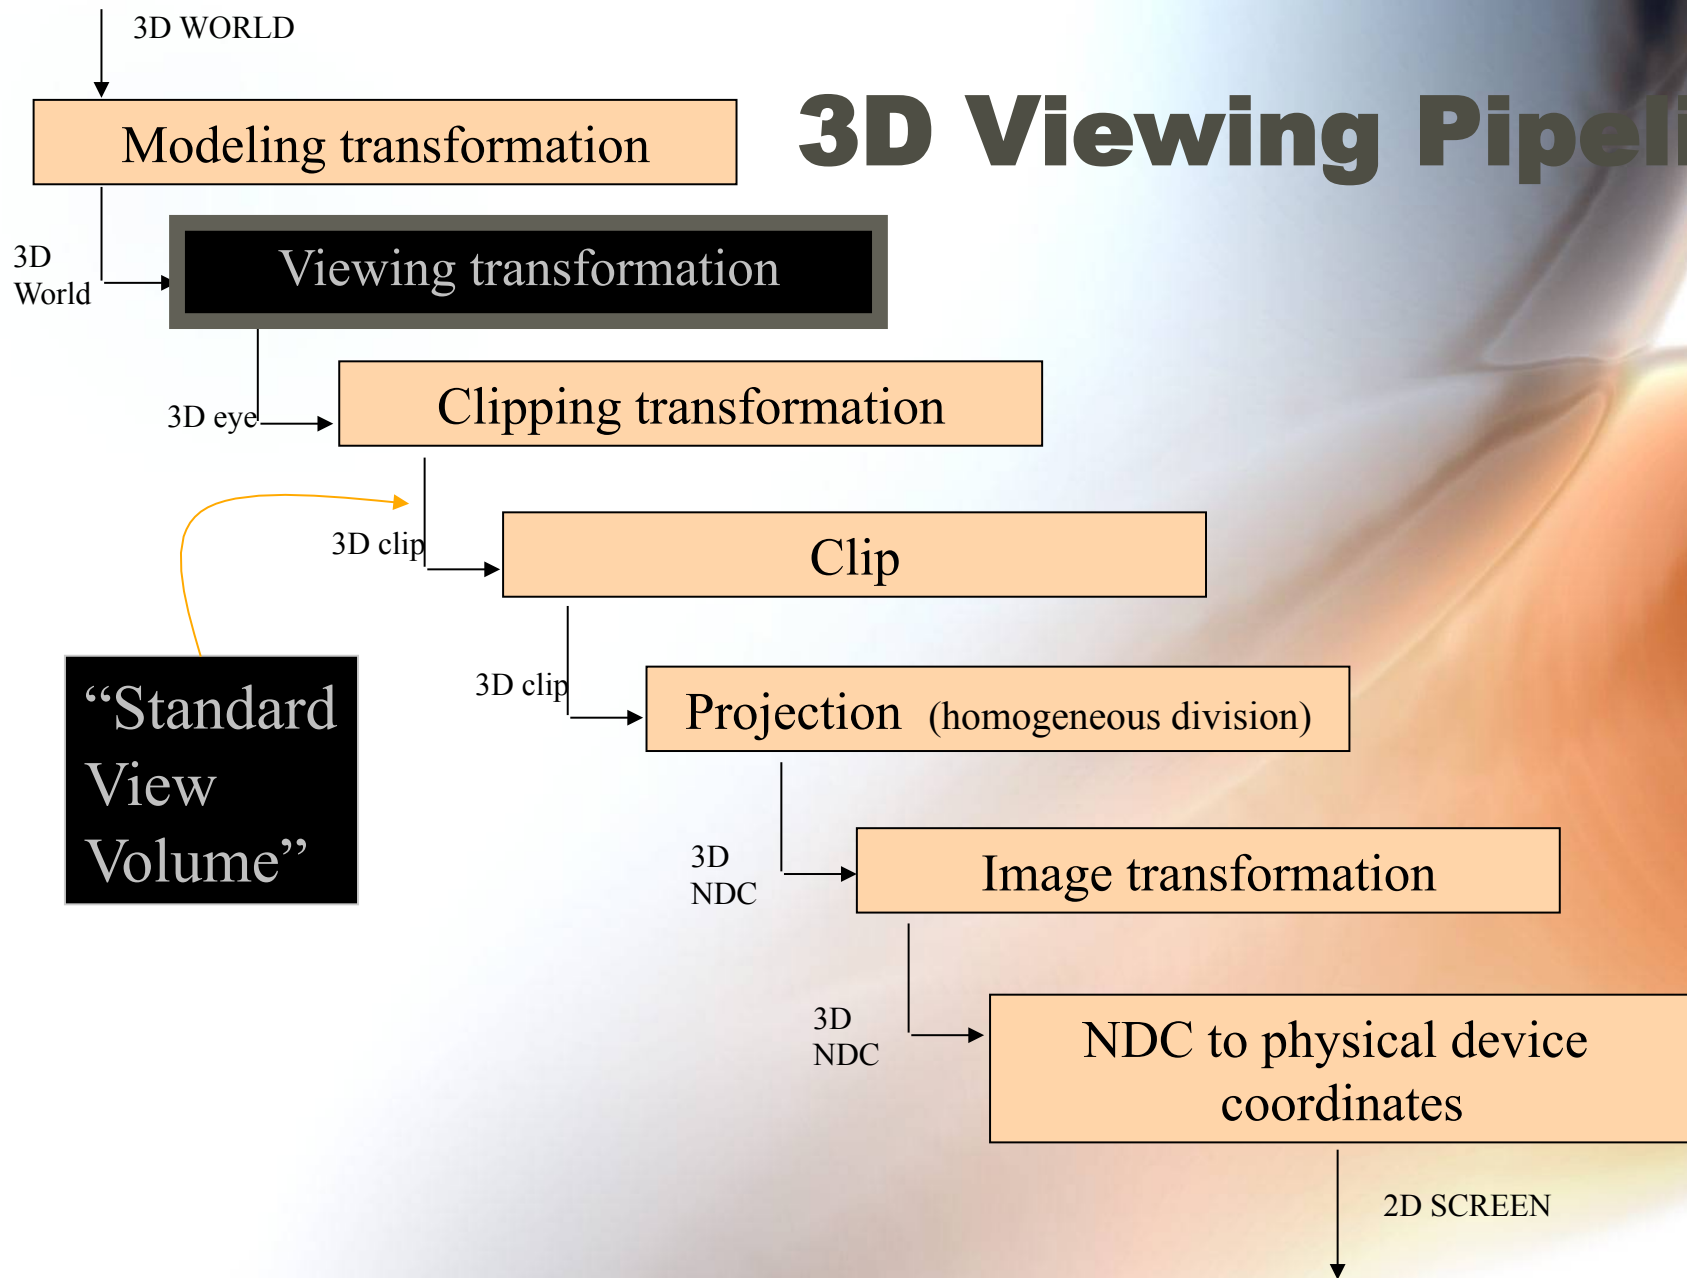 3D WORLD
3D Viewing Pipeli
Modeling transformation
3D
World
Viewing transformation
3D eye
Clipping transformation
3D clip
Clip
"Standard
View
Volume”
3D clip
Projection (homogeneous division)
3D
NDC
Image transformation
3D
NDC
NDC to physical device
coordinates
2D SCREEN